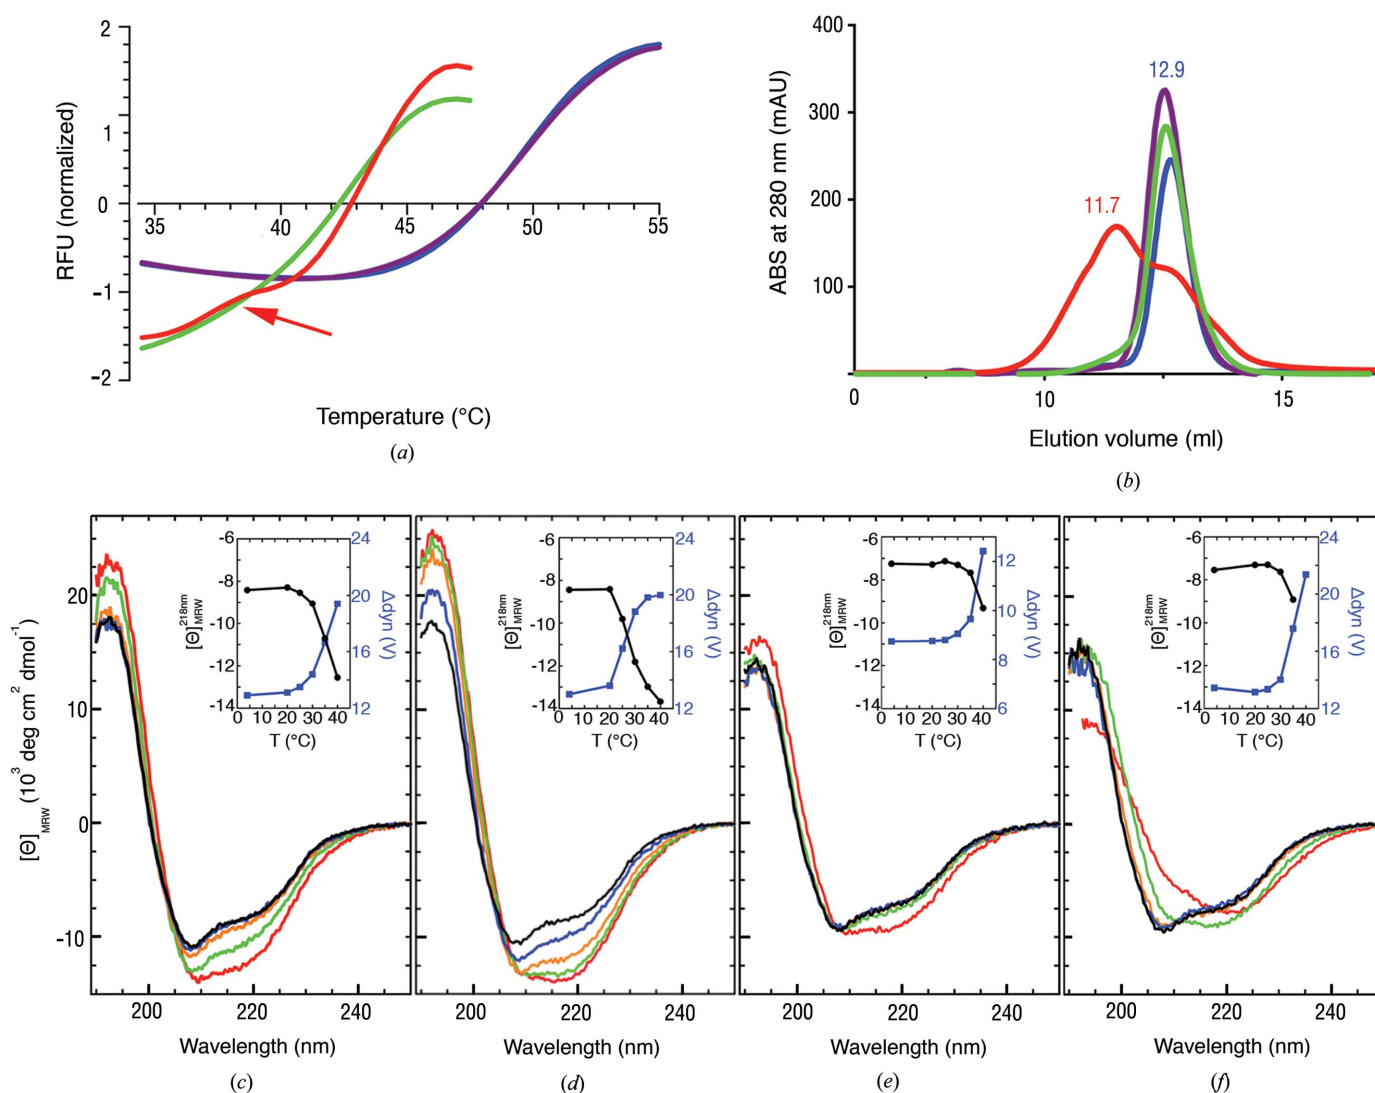 2
1
0
-1
-2
35
40
45
50
55
RFU (normalized)
Temperature (°C)
(a)
400
300
200
100
0
10
15
12.9
11.7
ABS at 280 nm (mAU)
Elution volume (ml)
(b)
20
10
0
-10
[Θ]MRW (10³ deg cm² dmol⁻¹)
-6
-8
-10
-12
-14
24
20
16
12
0 10 20 30 40
[Θ]218nm MRW
Δdyn (V)
T (°C)
200 220 240
Wavelength (nm)
(c)
-6
-8
-10
-12
-14
24
20
16
12
0 10 20 30 40
[Θ]218nm MRW
Δdyn (V)
T (°C)
200 220 240
Wavelength (nm)
(d)
-6
-8
-10
-12
-14
12
10
8
6
0 10 20 30 40
[Θ]218nm MRW
Δdyn (V)
T (°C)
200 220 240
Wavelength (nm)
(e)
-6
-8
-10
-12
-14
24
20
16
12
0 10 20 30 40
[Θ]218nm MRW
Δdyn (V)
T (°C)
200 220 240
Wavelength (nm)
(f)